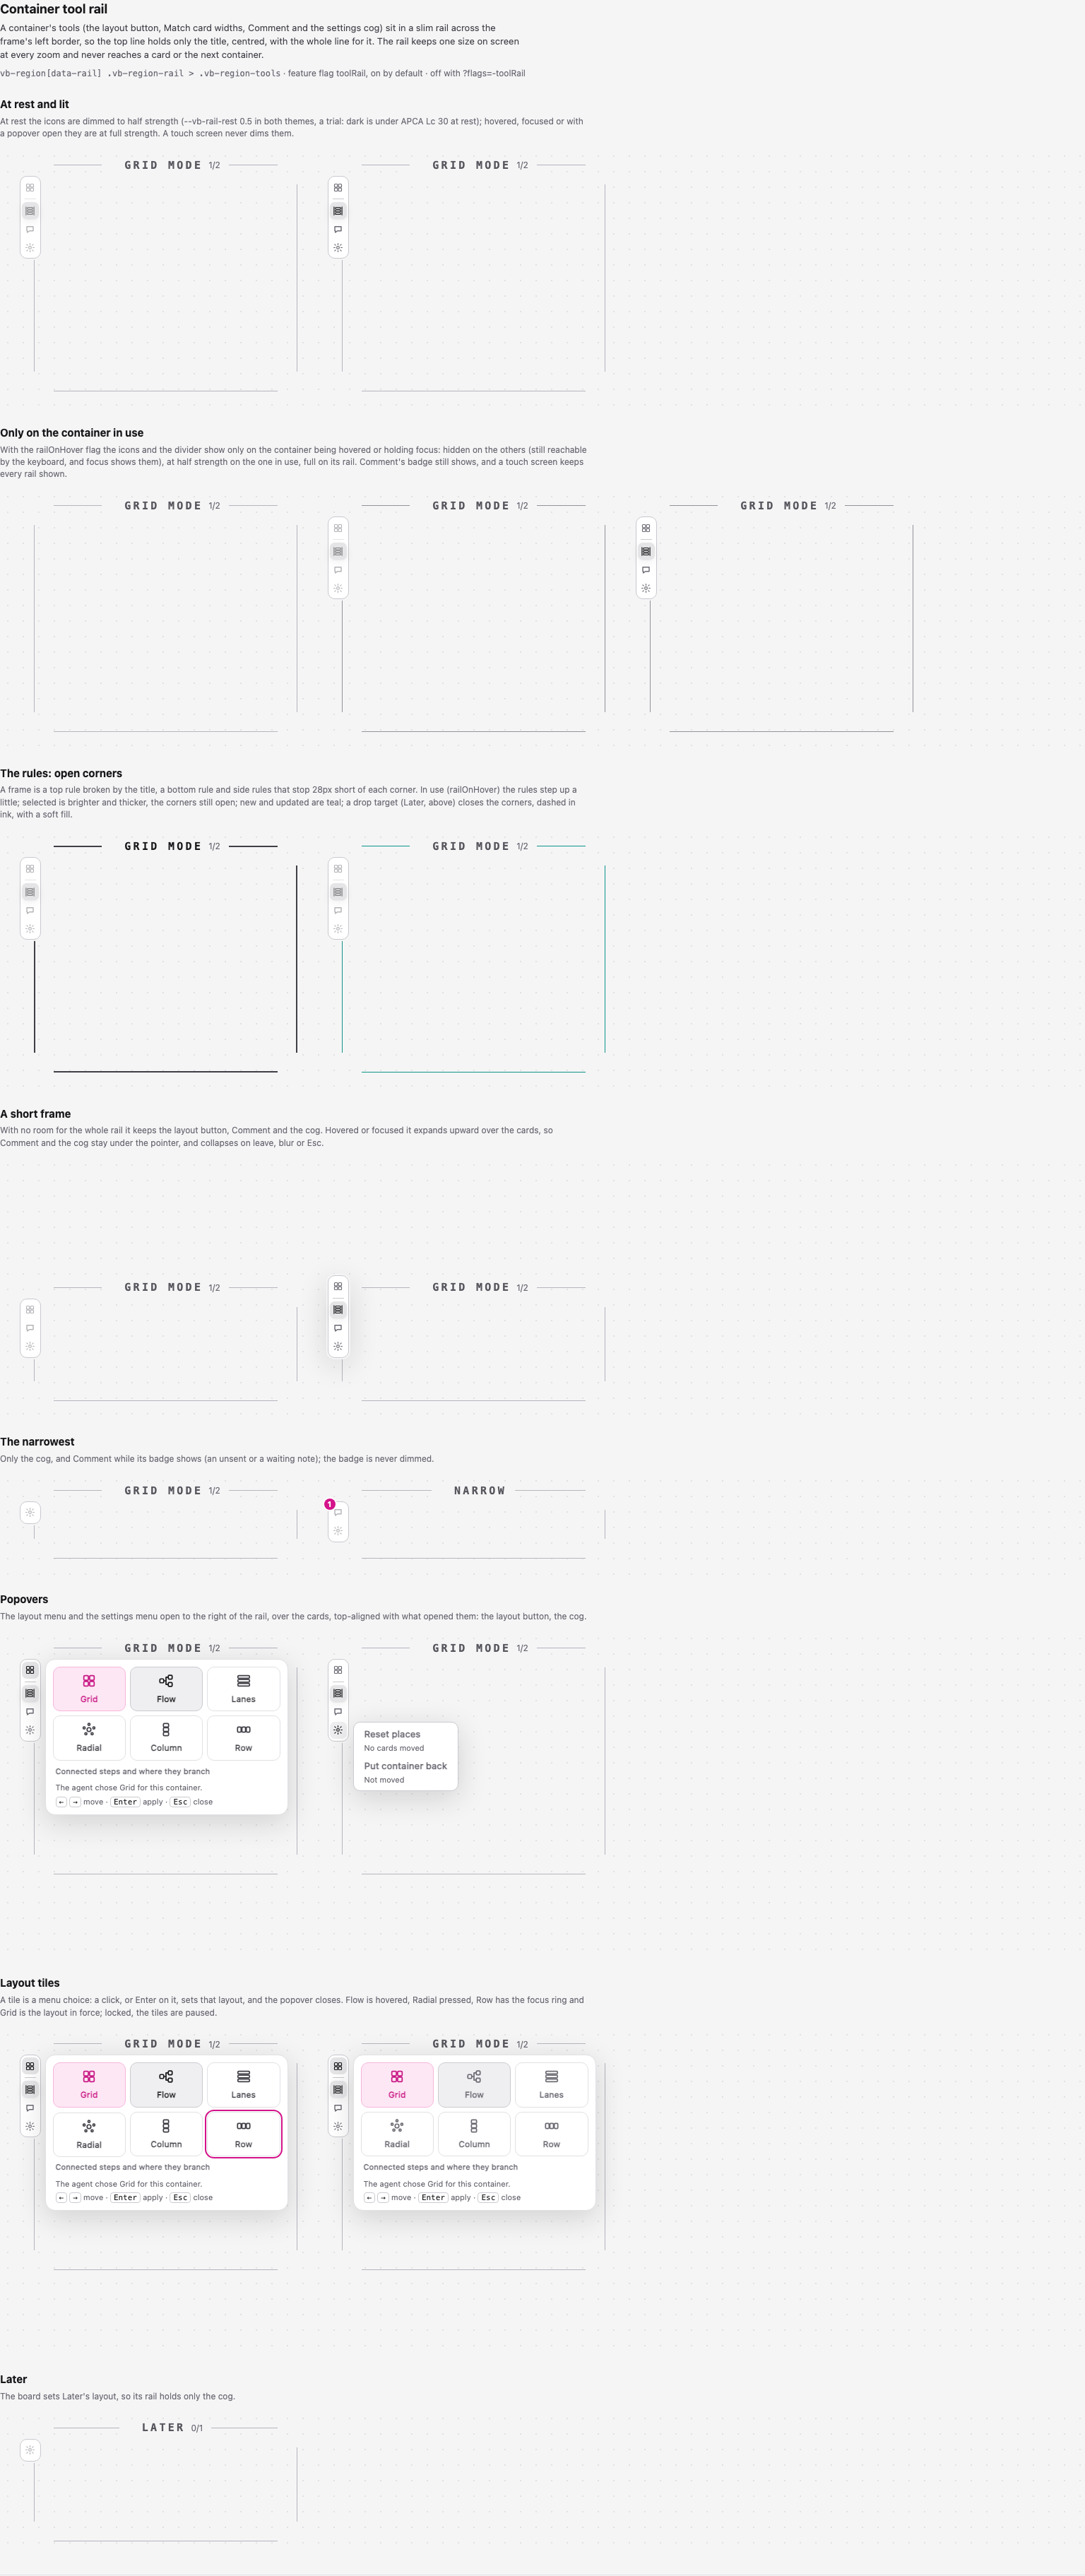 Container tool rail
A container's tools (the layout button, Match card widths, Comment and the settings cog) sit in a slim rail across the
frame's left border, so the top line holds only the title, centred, with the whole line for it. The rail keeps one size on screen
at every zoom and never reaches a card or the next container.
vb-region[data-rail] .vb-region-rail > .vb-region-tools · feature flag toolRail, on by default · off with ?flags=-toolRail
At rest and lit
At rest the icons are dimmed to half strength (--vb-rail-rest 0.5 in both themes, a trial: dark is under APCA Lc 30 at rest); hovered, focused or with
a popover open they are at full strength. A touch screen never dims them.
GRID MODE 1/2
GRID MODE 1/2
Only on the container in use
With the railOnHover flag the icons and the divider show only on the container being hovered or holding focus: hidden on the others (still reachable
by the keyboard, and focus shows them), at half strength on the one in use, full on its rail. Comment's badge still shows, and a touch screen keeps
every rail shown.
GRID MODE 1/2
GRID MODE 1/2
GRID MODE 1/2
The rules: open corners
A frame is a top rule broken by the title, a bottom rule and side rules that stop 28px short of each corner. In use (railOnHover) the rules step up a
little; selected is brighter and thicker, the corners still open; new and updated are teal; a drop target (Later, above) closes the corners, dashed in
ink, with a soft fill.
GRID MODE 1/2
GRID MODE 1/2
A short frame
With no room for the whole rail it keeps the layout button, Comment and the cog. Hovered or focused it expands upward over the cards, so
Comment and the cog stay under the pointer, and collapses on leave, blur or Esc.
GRID MODE 1/2
GRID MODE 1/2
The narrowest
Only the cog, and Comment while its badge shows (an unsent or a waiting note); the badge is never dimmed.
GRID MODE 1/2
NARROW
1
Popovers
The layout menu and the settings menu open to the right of the rail, over the cards, top-aligned with what opened them: the layout button, the cog.
GRID MODE 1/2
GRID MODE 1/2
Grid
Flow
Lanes
Radial
Column
Row
Connected steps and where they branch
The agent chose Grid for this container.
← → move · Enter apply · Esc close
Reset places
No cards moved
Put container back
Not moved
Layout tiles
A tile is a menu choice: a click, or Enter on it, sets that layout, and the popover closes. Flow is hovered, Radial pressed, Row has the focus ring and
Grid is the layout in force; locked, the tiles are paused.
GRID MODE 1/2
GRID MODE 1/2
Grid
Flow
Lanes
Radial
Column
Row
Connected steps and where they branch
The agent chose Grid for this container.
← → move · Enter apply · Esc close
Grid
Flow
Lanes
Radial
Column
Row
Connected steps and where they branch
The agent chose Grid for this container.
← → move · Enter apply · Esc close
Later
The board sets Later's layout, so its rail holds only the cog.
LATER 0/1